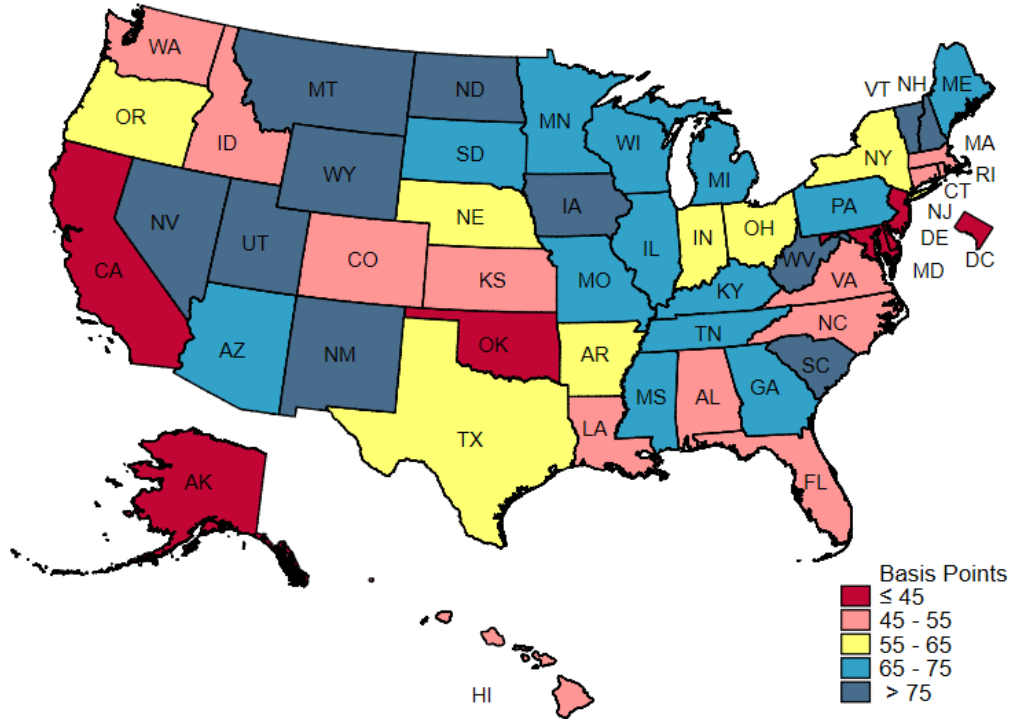 WA
MT
ND
VT NH ME
OR
MN
ID
SD
WI
MA
NY
WY
MI
RI
CT
IA
PA
NE
NJ
NV
OH
IN
DE
UT
IL
DC
CO
WV
MD
CA
KS
MO
VA
KY
NC
TN
OK
AZ
NM
AR
SC
GA
MS
AL
LA
TX
AK
FL
HI
Basis Points
≤ 45
45 - 55
55 - 65
65 - 75
> 75